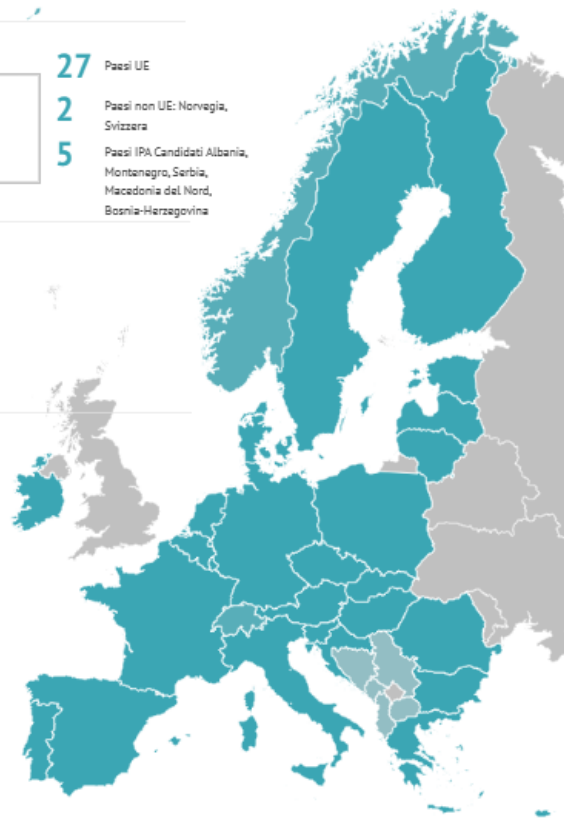 27 Paesi UE
2 Paesi non UE: Norvegia,
Svizzera
5 Paesi IPA Candidati Albania,
Montenegro, Serbia,
Macedonia del Nord,
Bosnia-Herzegovina